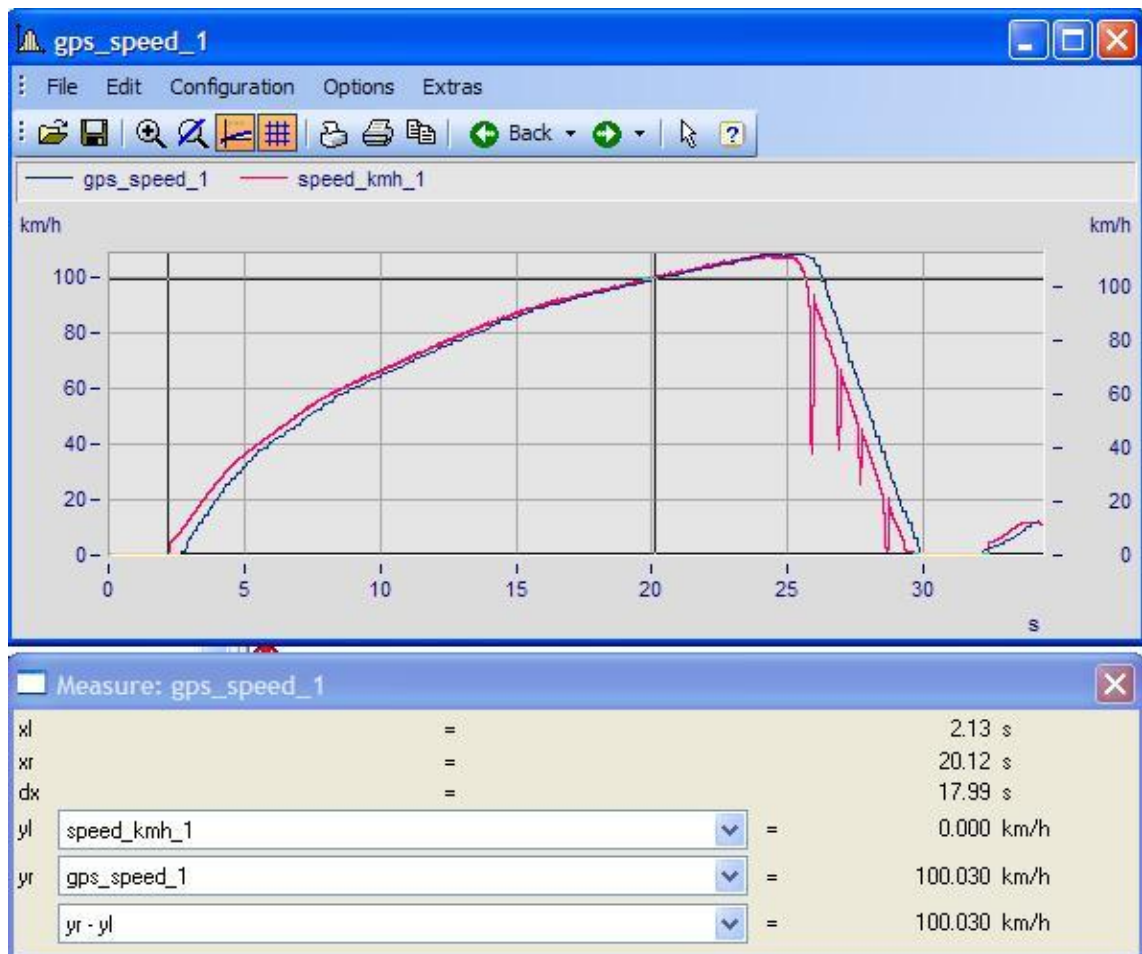 gps_speed_1
File Edit Configuration Options Extras
Back
gps_speed_1 speed_kmh_1
km/h km/h
100 100
80 80
60 60
40 40
20 20
0 0
0 5 10 15 20 25 30
s
Measure: gps_speed_1
xl = 2.13 s
xr = 20.12 s
dx = 17.99 s
yl speed_kmh_1 = 0.000 km/h
yr gps_speed_1 = 100.030 km/h
yr - yl = 100.030 km/h